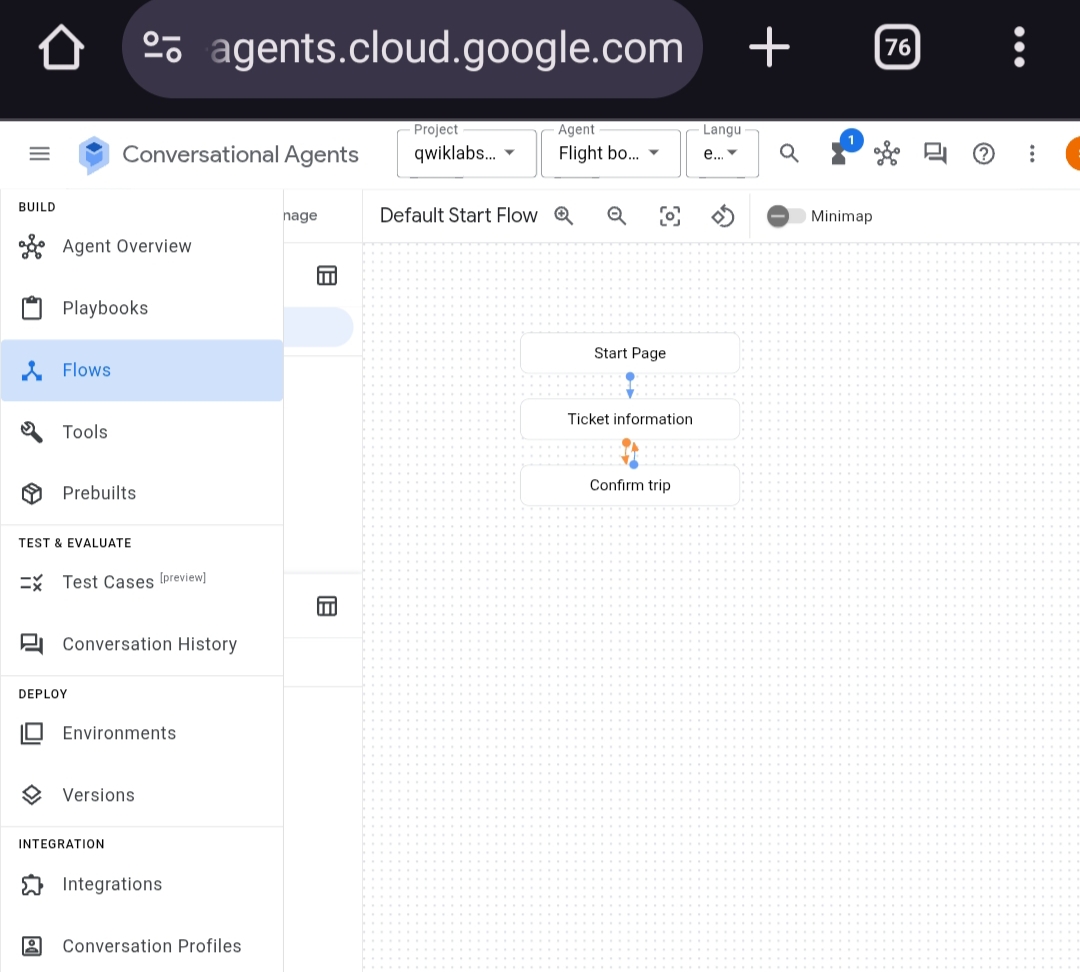 agents.cloud.google.com
76
Conversational Agents
Project
qwiklabs...
Agent
Flight bo...
Langu
e...
1
BUILD
Agent Overview
Playbooks
Flows
Tools
Prebuilts
TEST & EVALUATE
Test Cases [preview]
Conversation History
DEPLOY
Environments
Versions
INTEGRATION
Integrations
Conversation Profiles
nage
Default Start Flow
Minimap
Start Page
Ticket information
Confirm trip